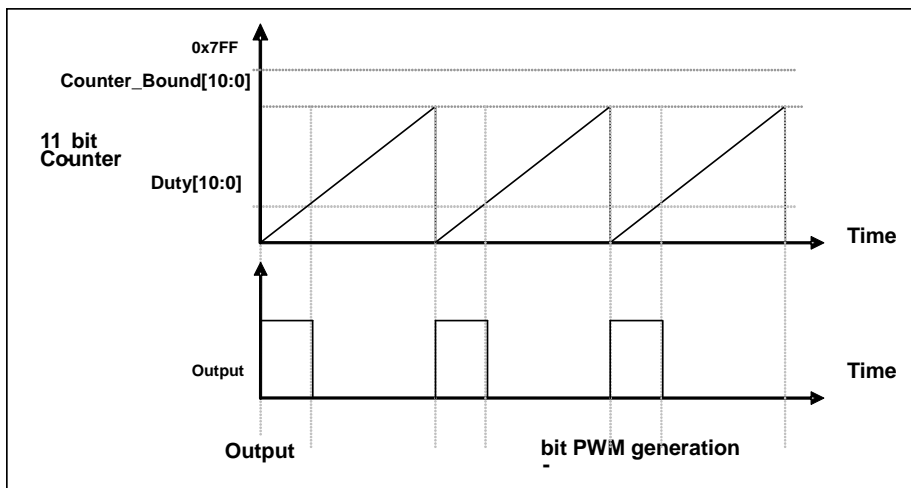 0x7FF
Counter_Bound[10:0]
11 bit
Counter
Duty[10:0]
Time
Output
Time
Output
bit PWM generation
-